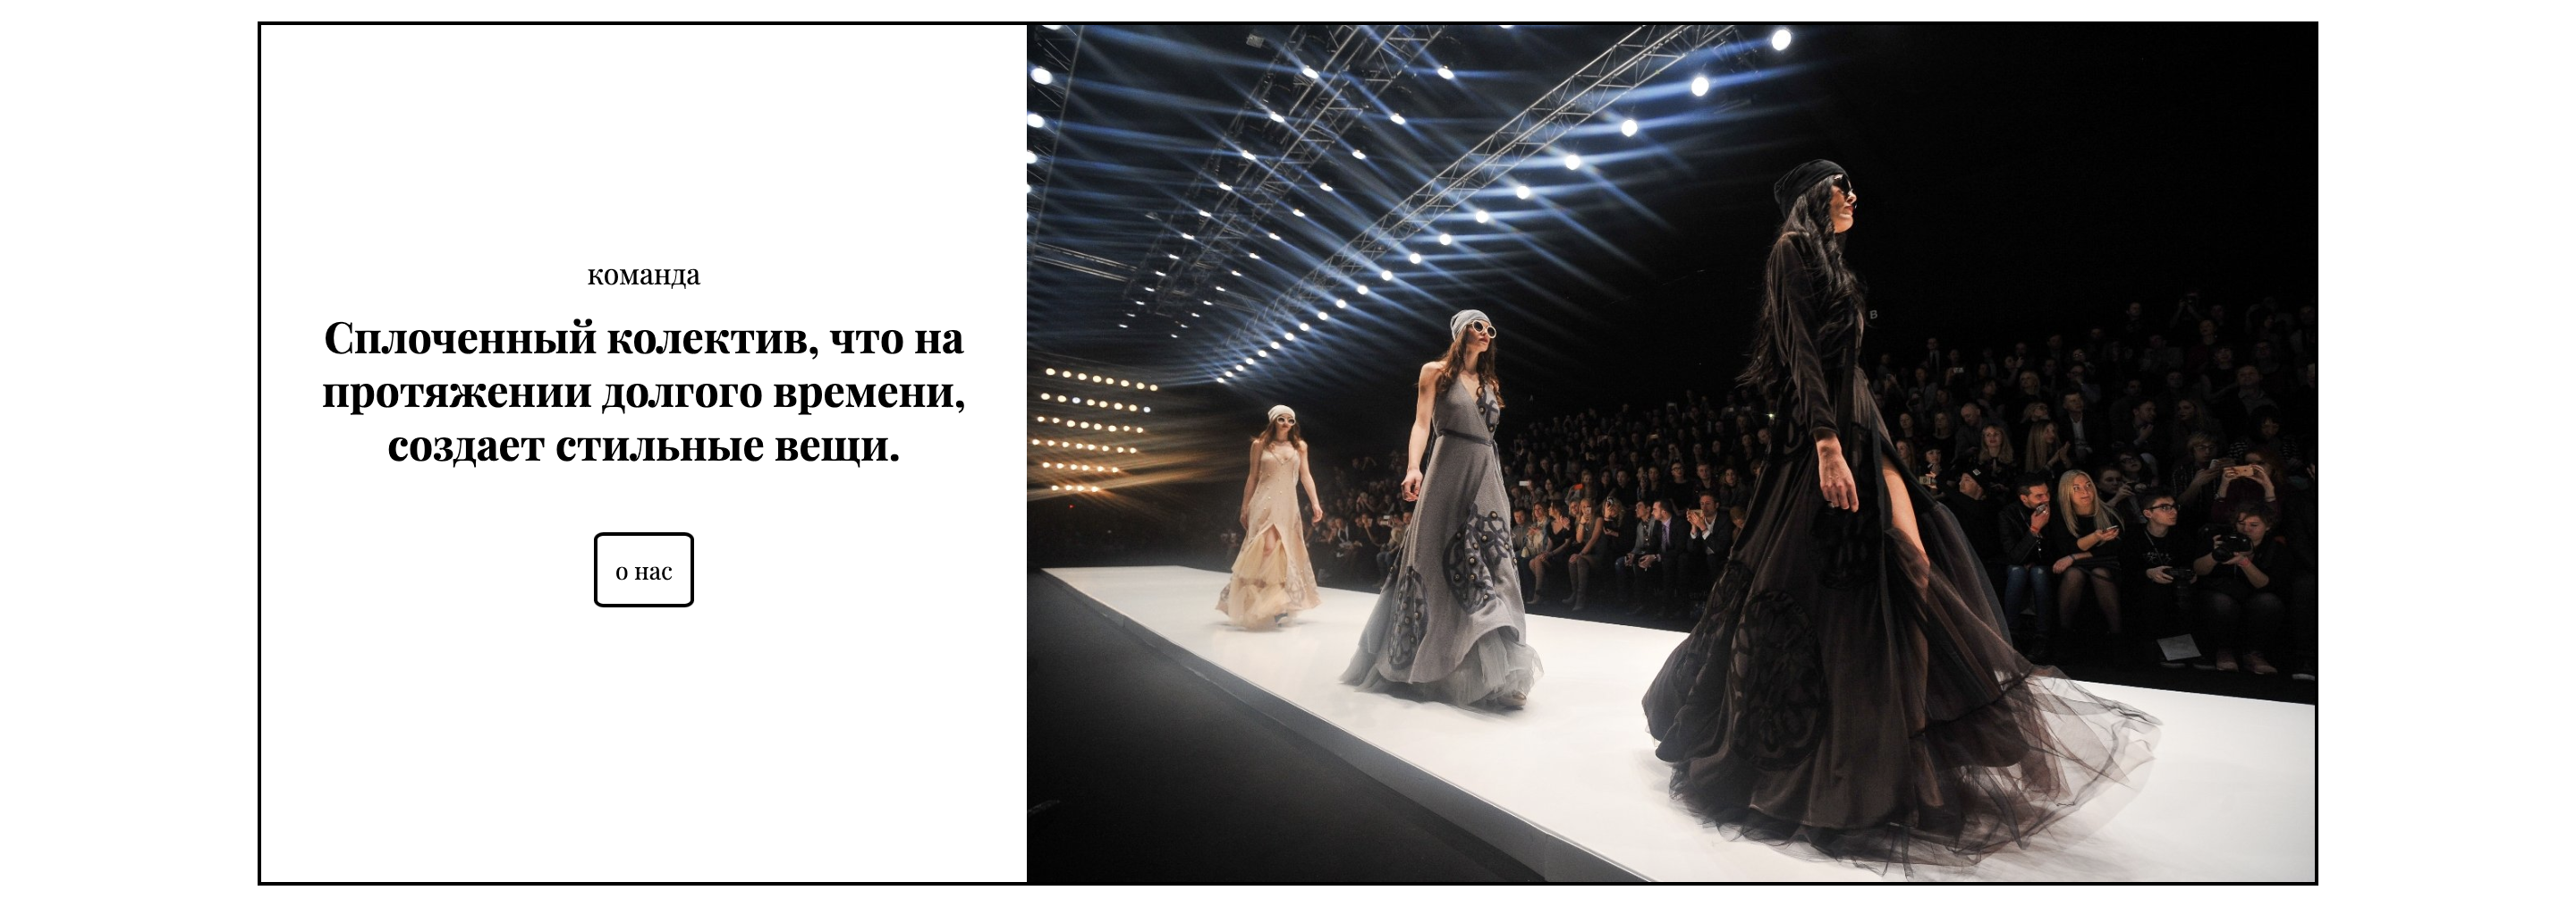 команда
Сплоченный колектив, что на
протяжении долгого времени,
создает стильные вещи.
о нас